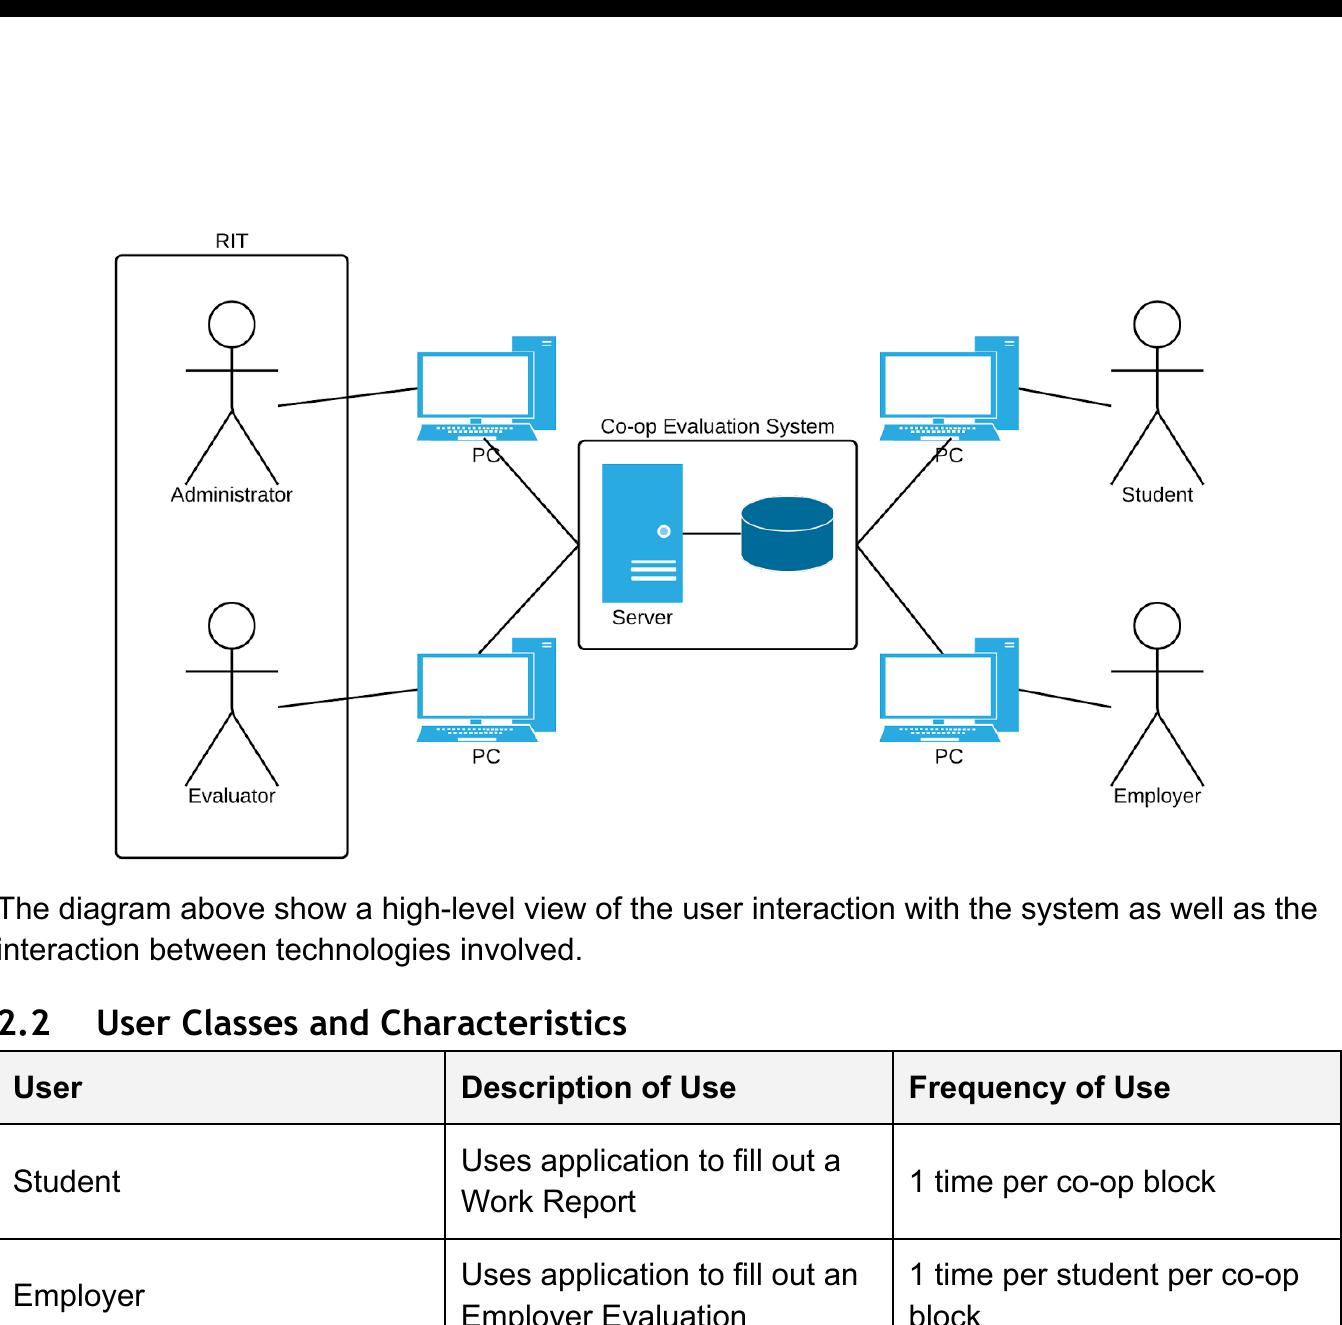 RIT
Co-op Evaluation System
PC
PC
Administrator
Student
Server
PC
PC
Evaluator
Employer
The diagram above show a high-level view of the user interaction with the system as well as the
interaction between technologies involved.
2.2 User Classes and Characteristics
User
Description of Use
Frequency of Use
Student
Uses application to fill out a
Work Report
1 time per co-op block
Employer
Uses application to fill out an
Employer Evaluation
1 time per student per co-op
block